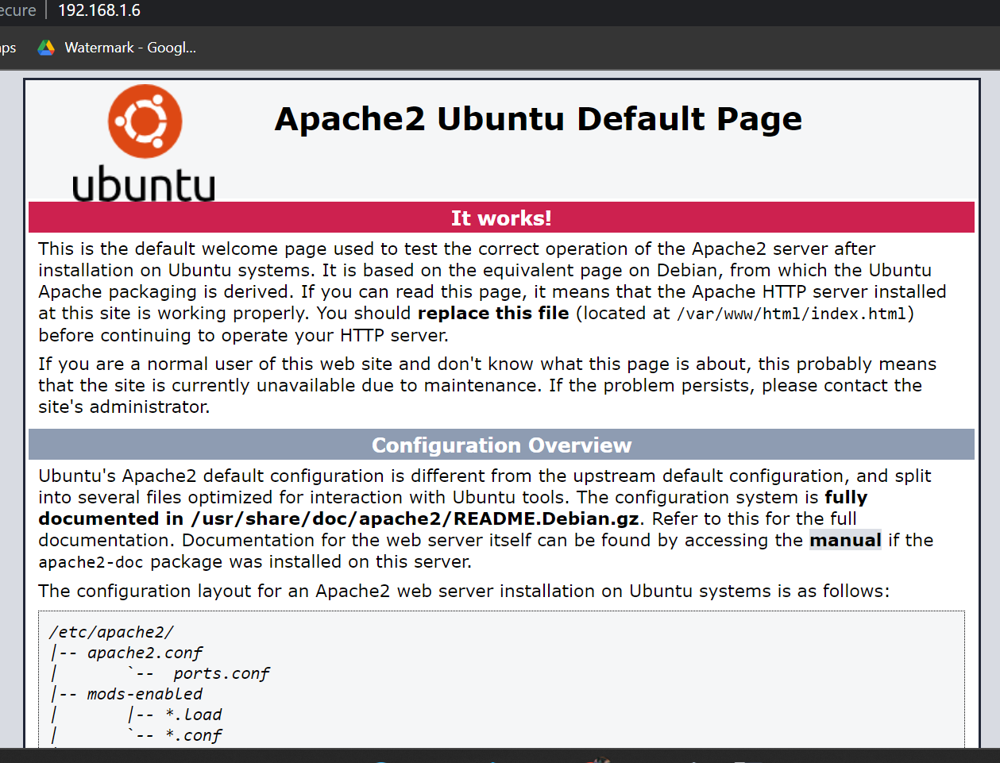 ecure | 192.168.1.6
ps Watermark - Googl...
Apache2 Ubuntu Default Page
ubuntu
It works!
This is the default welcome page used to test the correct operation of the Apache2 server after
installation on Ubuntu systems. It is based on the equivalent page on Debian, from which the Ubuntu
Apache packaging is derived. If you can read this page, it means that the Apache HTTP server installed
at this site is working properly. You should replace this file (located at /var/www/html/index.html)
before continuing to operate your HTTP server.
If you are a normal user of this web site and don't know what this page is about, this probably means
that the site is currently unavailable due to maintenance. If the problem persists, please contact the
site's administrator.
Configuration Overview
Ubuntu's Apache2 default configuration is different from the upstream default configuration, and split
into several files optimized for interaction with Ubuntu tools. The configuration system is fully
documented in /usr/share/doc/apache2/README.Debian.gz. Refer to this for the full
documentation. Documentation for the web server itself can be found by accessing the manual if the
apache2-doc package was installed on this server.
The configuration layout for an Apache2 web server installation on Ubuntu systems is as follows:
/etc/apache2/
|-- apache2.conf
|       `--  ports.conf
|-- mods-enabled
|       |-- *.load
|       `-- *.conf